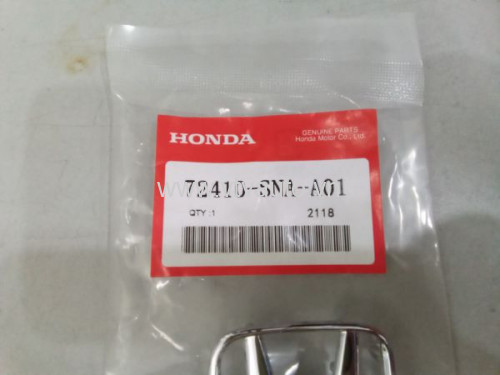 HONDA
GENUINE PARTS
Honda Motor Co., Ltd.
72410-SNA-A01
QTY :1
2118